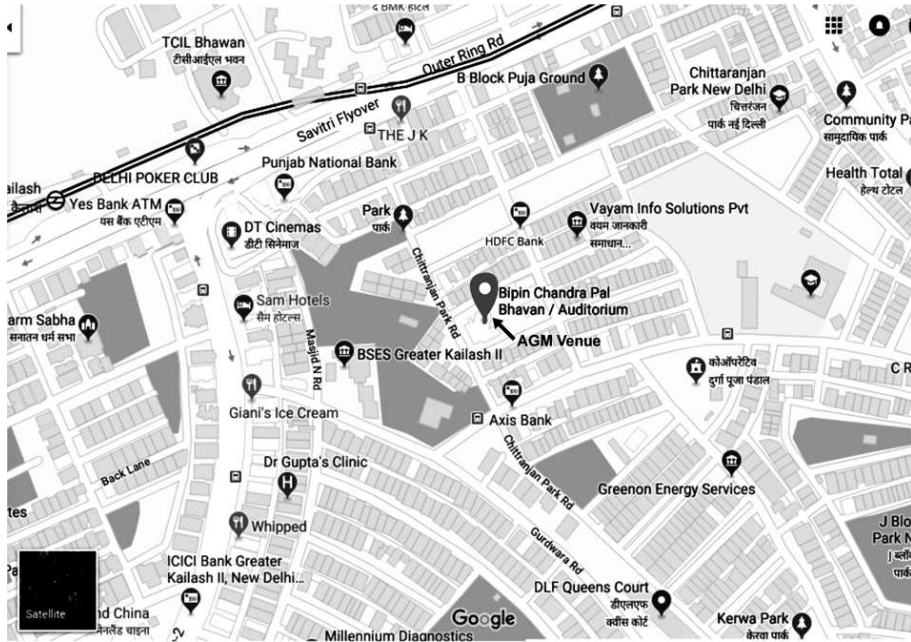 द BMK होटल
TCIL Bhawan
टीसीआईएल भवन
Outer Ring Rd
Savitri Flyover
THE J K
B Block Puja Ground
Chittaranjan
Park New Delhi
चित्तरंजन
पार्क नई दिल्ली
Community Pa
सामुदायिक पार्क
Health Total
हेल्थ टोटल
DELHI POKER CLUB
Punjab National Bank
ailash
कैलाश
Yes Bank ATM
यस बैंक एटीएम
DT Cinemas
डीटी सिनेमाज
Park
पार्क
HDFC Bank
Vayam Info Solutions Pvt
वयम जानकारी
समाधान...
Chittranjan Park Rd
Bipin Chandra Pal
Bhavan / Auditorium
AGM Venue
Sam Hotels
सैम होटल्स
arm Sabha
सनातन धर्म सभा
Masjid N Rd
BSES Greater Kailash II
कोऑपरेटिव
दुर्गा पूजा पंडाल
C R
Giani's Ice Cream
Axis Bank
Chittranjan Park Rd
Back Lane
Dr Gupta's Clinic
Greenon Energy Services
tes
Whipped
Gurdwara Rd
J Blo
Park N
J ब्लॉ
पार्क
ICICI Bank Greater
Kailash II, New Delhi...
Pa
Satellite
nd China
मेनलैंड चाइना
-2
Google
DLF Queens Court
डीएलएफ
क्वींस कोर्ट
Kerwa Park
केरवा पार्क
Millennium Diagnostics